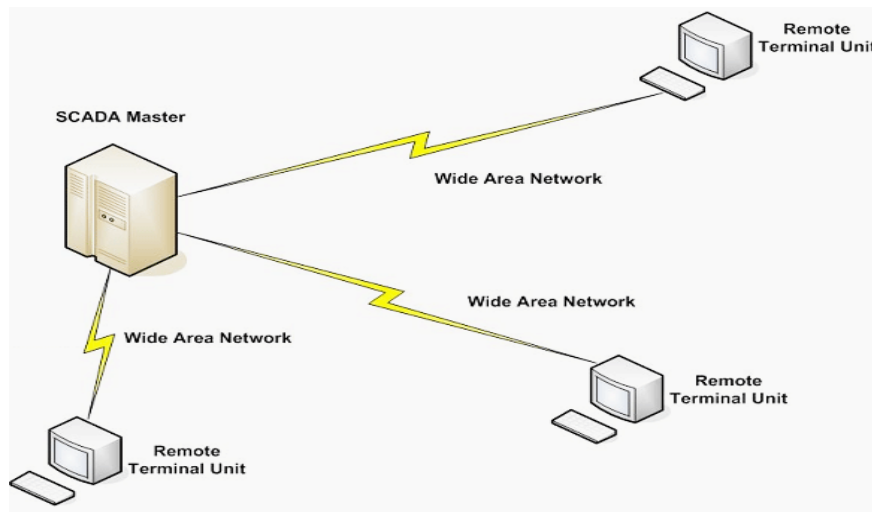 Remote
Terminal Unit
SCADA Master
Wide Area Network
Wide Area Network
Wide Area Network
Remote
Terminal Unit
Remote
Terminal Unit